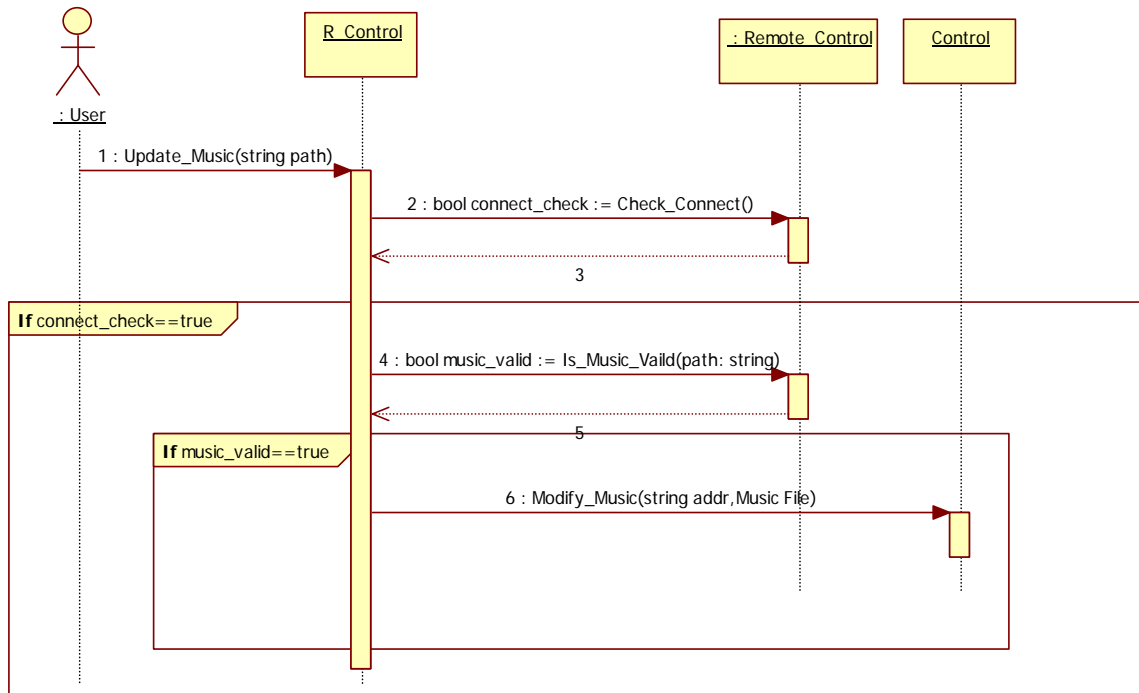 R_Control
: Remote_Control
Control
: User
1 : Update_Music(string path)
2 : bool connect_check := Check_Connect()
3
If connect_check==true
4 : bool music_valid := Is_Music_Vaild(path: string)
5
If music_valid==true
6 : Modify_Music(string addr,Music File)